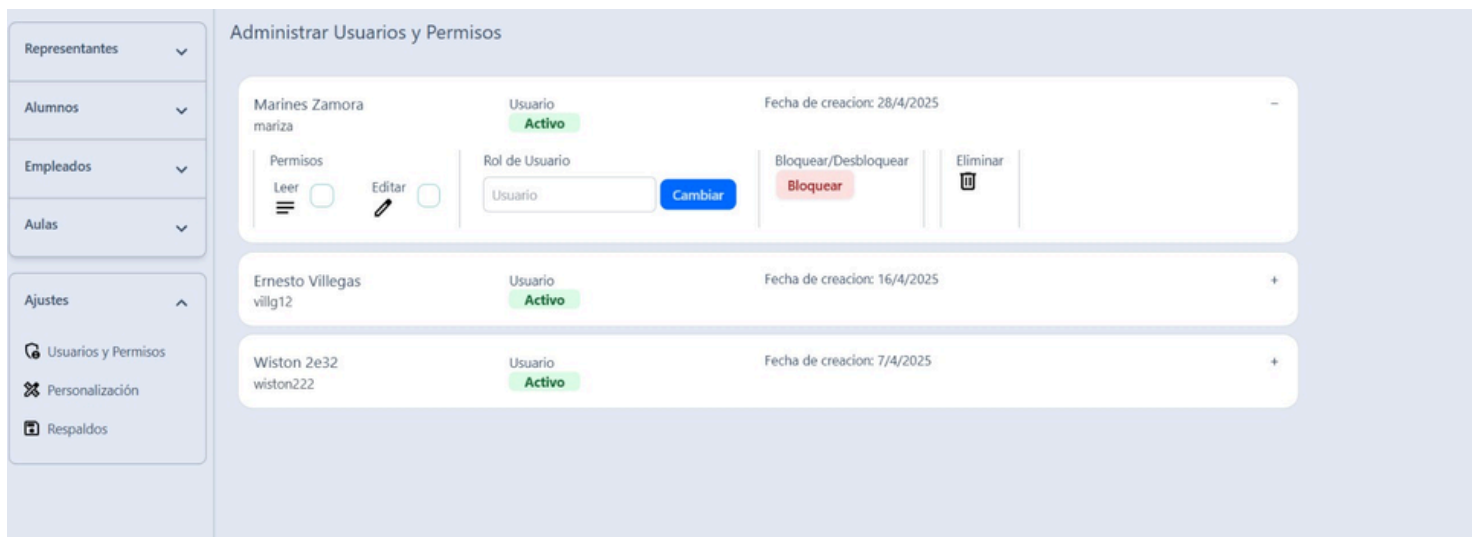 Representantes
Alumnos
Empleados
Aulas
Ajustes
Usuarios y Permisos
Personalización
Respaldos
Administrar Usuarios y Permisos
Marines Zamora Usuario Fecha de creacion: 28/4/2025 −
mariza Activo
Permisos Rol de Usuario Bloquear/Desbloquear Eliminar
Leer Editar Usuario Cambiar Bloquear
Ernesto Villegas Usuario Fecha de creacion: 16/4/2025 +
villg12 Activo
Wiston 2e32 Usuario Fecha de creacion: 7/4/2025 +
wiston222 Activo